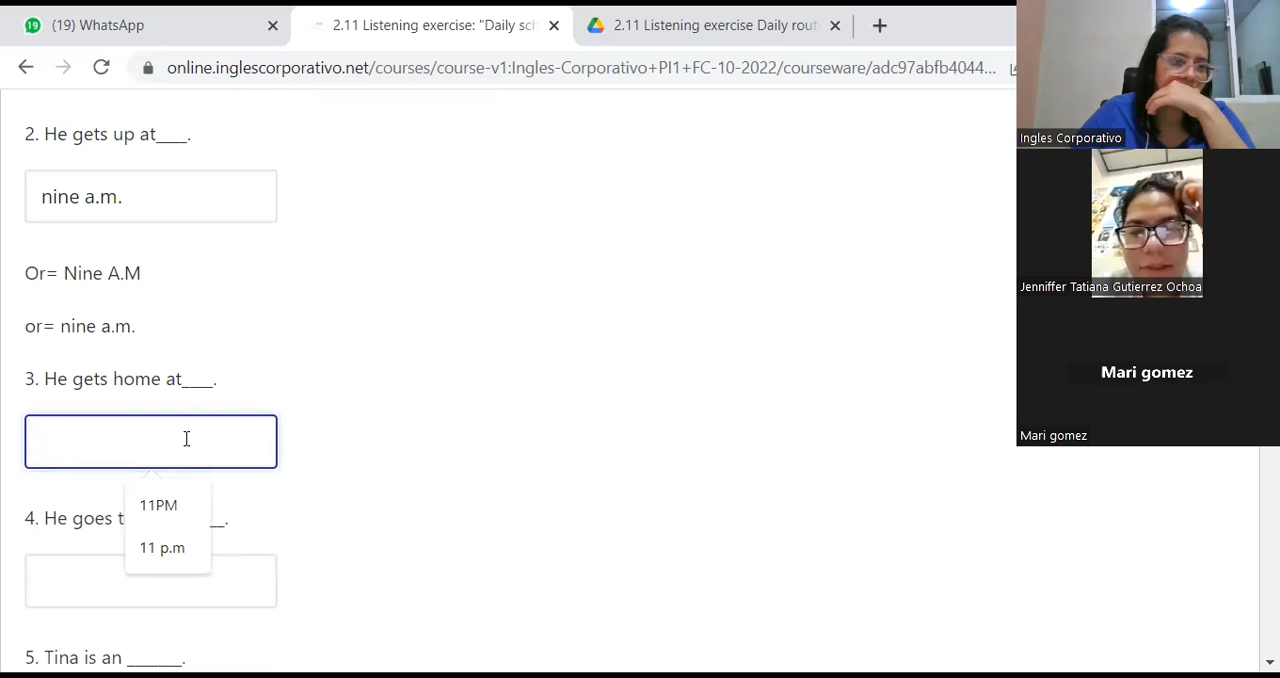 19 (19) WhatsApp
2.11 Listening exercise: "Daily sch
2.11 Listening exercise Daily rout
online.inglescorporativo.net/courses/course-v1:Ingles-Corporativo+PI1+FC-10-2022/courseware/adc97abfb4044...
Ingles Corporativo
Jenniffer Tatiana Gutierrez Ochoa
Mari gomez
Mari gomez
2. He gets up at____.
nine a.m.
Or= Nine A.M
or= nine a.m.
3. He gets home at____.
11PM
11 p.m
4. He goes t __.
5. Tina is an _______.